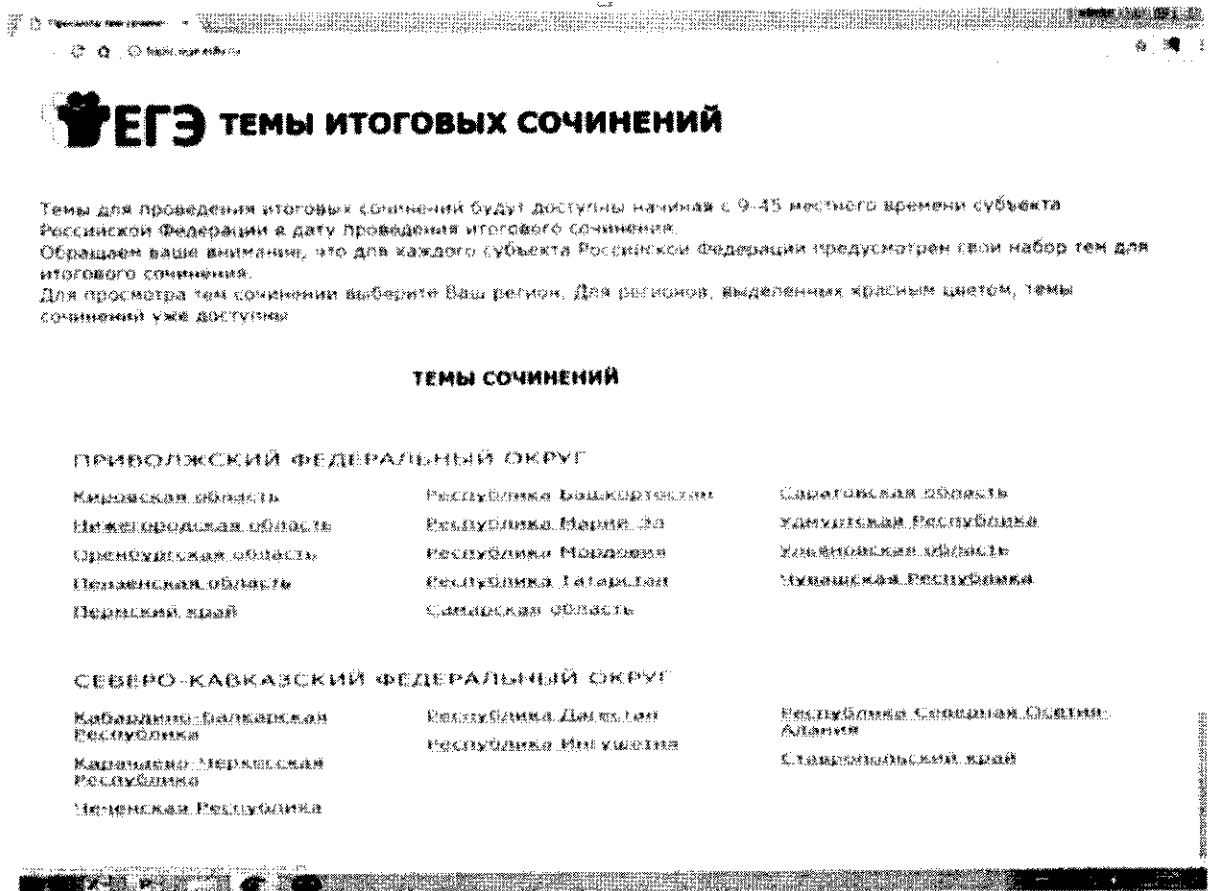 ЕГЭ ТЕМЫ ИТОГОВЫХ СОЧИНЕНИЙ
Темы для проведения итоговых сочинений будут доступны начиная с 9-45 местного времени субъекта
Российской Федерации в дату проведения итогового сочинения.
Обращаем ваше внимание, что для каждого субъекта Российской Федерации предусмотрен свой набор тем для
итогового сочинения.
Для просмотра тем сочинений выберите Ваш регион. Для регионов, выделенных красным цветом, темы
сочинений уже доступны
ТЕМЫ СОЧИНЕНИЙ
ПРИВОЛЖСКИЙ ФЕДЕРАЛЬНЫЙ ОКРУГ
Кировская область
Нижегородская область
Оренбургская область
Пензенская область
Пермский край
Республика Башкортостан
Республика Марий Эл
Республика Мордовия
Республика Татарстан
Самарская область
Саратовская область
Удмуртская Республика
Ульяновская область
Чувашская Республика
СЕВЕРО-КАВКАЗСКИЙ ФЕДЕРАЛЬНЫЙ ОКРУГ
Кабардино-Балкарская
Республика
Карачаево-Черкесская
Республика
Чеченская Республика
Республика Дагестан
Республика Ингушетия
Республика Северная Осетия-
Алания
Ставропольский край